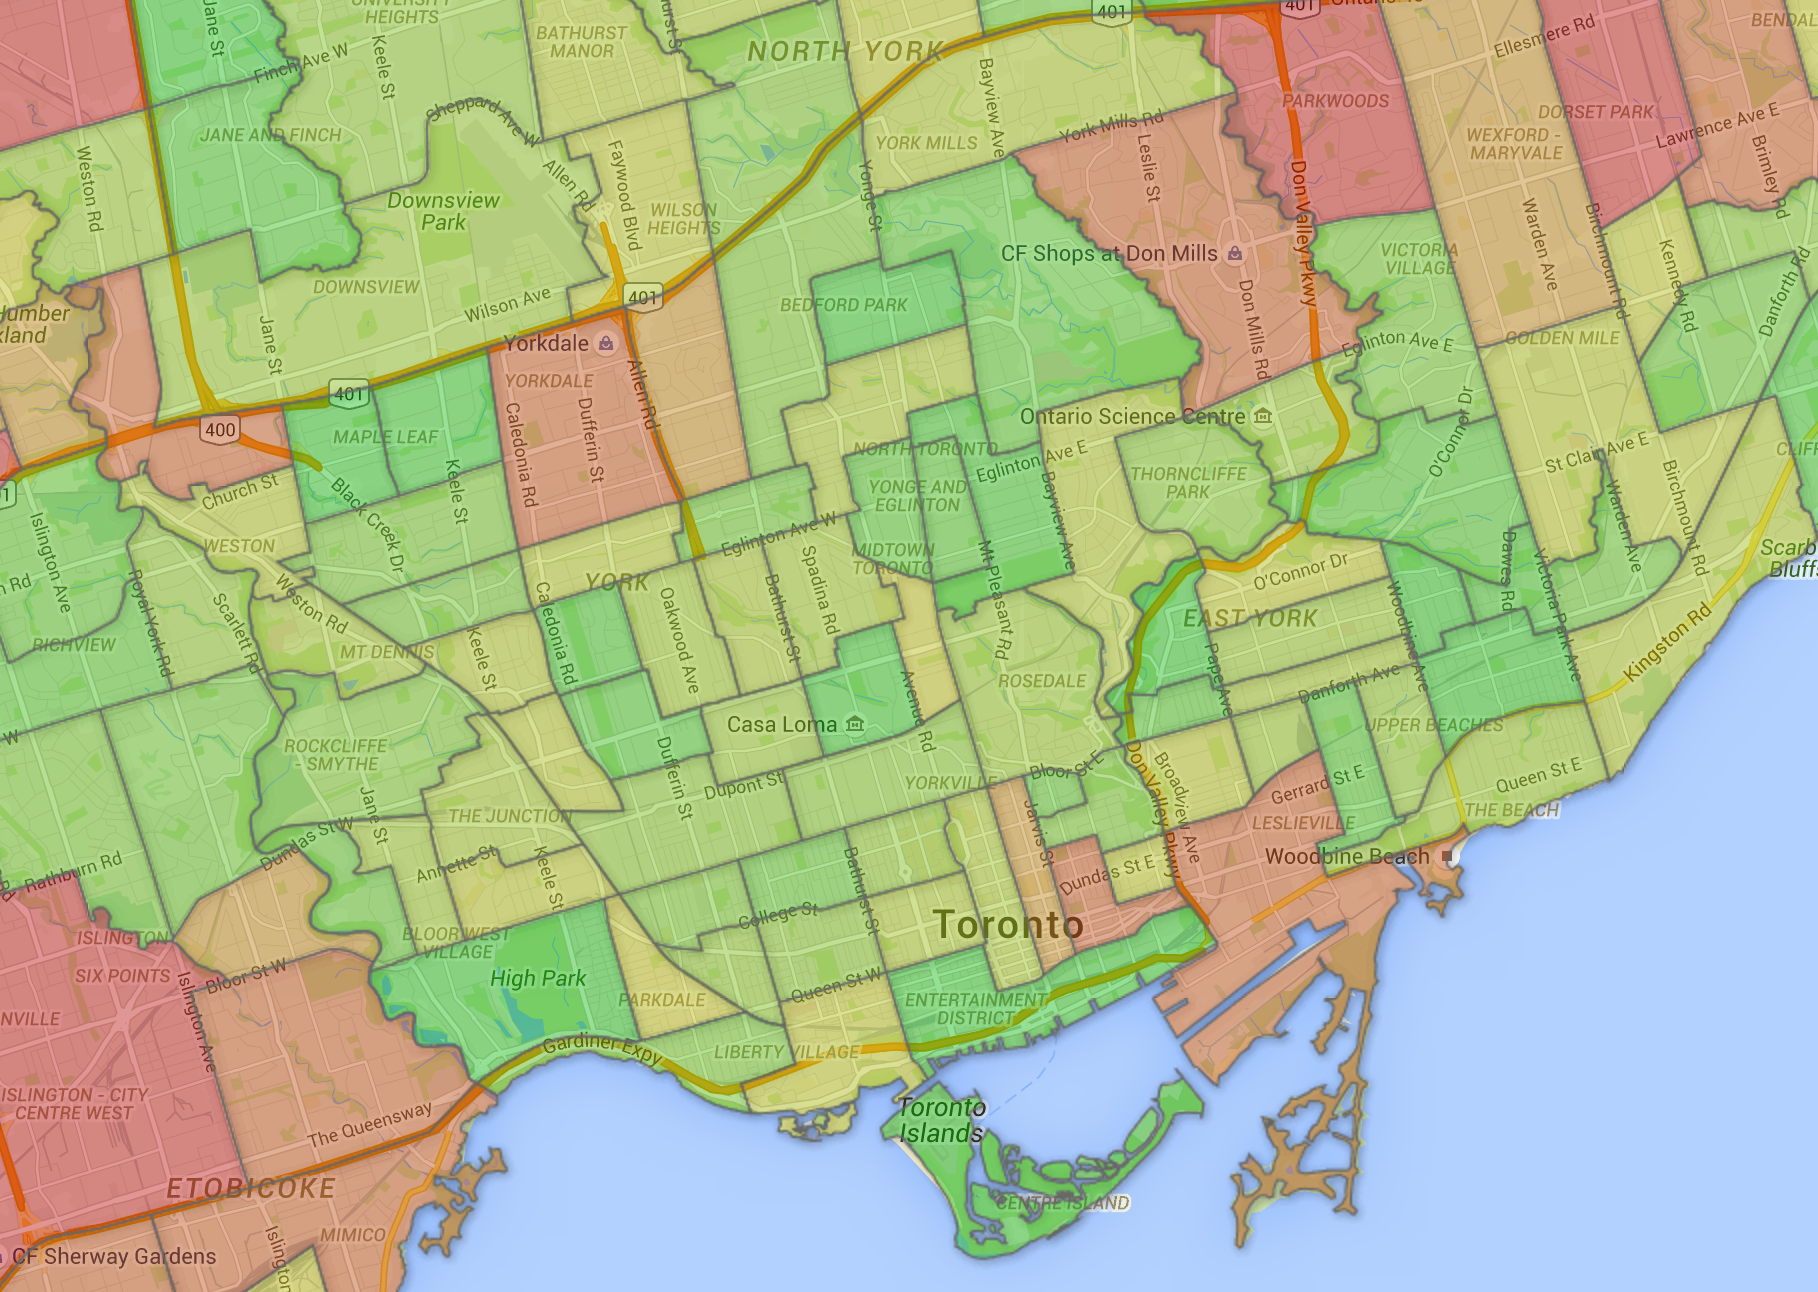 UNIVERSITY
HEIGHTS
BATHURST
MANOR
NORTH YORK
401
401
Ellesmere Rd
Jane St
Finch Ave W
Keele St
Bayview Ave
PARKWOODS
DORSET PARK
Lawrence Ave E
WEXFORD -
MARYVALE
JANE AND FINCH
Sheppard Ave W
Allen Rd
Faywood Blvd
YORK MILLS
York Mills Rd
Leslie St
Weston Rd
Downsview
Park
WILSON
HEIGHTS
Yonge St
Don Valley Pkwy
Brimley Rd
Warden Ave
Birchmount Rd
Kennedy Rd
Danforth Rd
CF Shops at Don Mills
VICTORIA
VILLAGE
DOWNSVIEW
Wilson Ave
401
BEDFORD PARK
Don Mills Rd
Eglinton Ave E
GOLDEN MILE
Jane St
Yorkdale
YORKDALE
Allen Rd
Dufferin St
Caledonia Rd
401
400
MAPLE LEAF
Ontario Science Centre
NORTH TORONTO
Eglinton Ave E
O'Connor Dr
St Clair Ave E
Birchmount Rd
Warden Ave
Church St
Black Creek Dr
Keele St
YONGE AND
EGLINTON
Bayview Ave
THORNCLIFFE
PARK
Islington Ave
WESTON
Eglinton Ave W
MIDTOWN
TORONTO
Mt Pleasant Rd
Dawes Rd
Victoria Park Ave
Royal York Rd
Scarlett Rd
Weston Rd
YORK
Caledonia Rd
Oakwood Ave
Bathurst St
Spadina Rd
O'Connor Dr
EAST YORK
Woodbine Ave
RICHVIEW
MT DENNIS
Keele St
ROSEDALE
Pape Ave
Danforth Ave
Kingston Rd
ROCKCLIFFE
- SMYTHE
Casa Loma
Avenue Rd
Dufferin St
UPPER BEACHES
Dupont St
YORKVILLE
Bloor St E
Don Valley Pkwy
Broadview Ave
Gerrard St E
Queen St E
Jane St
THE JUNCTION
Jarvis St
LESLIEVILLE
THE BEACH
Dundas St W
Annette St
Keele St
Bathurst St
Dundas St E
Woodbine Beach
Rathburn Rd
College St
Toronto
ISLINGTON
BLOOR WEST
VILLAGE
SIX POINTS
Bloor St W
Islington Ave
High Park
PARKDALE
Queen St W
ENTERTAINMENT
DISTRICT
Gardiner Expy
LIBERTY VILLAGE
ISLINGTON - CITY
CENTRE WEST
The Queensway
Toronto
Islands
ETOBICOKE
CENTRE ISLAND
MIMICO
CF Sherway Gardens
Islington